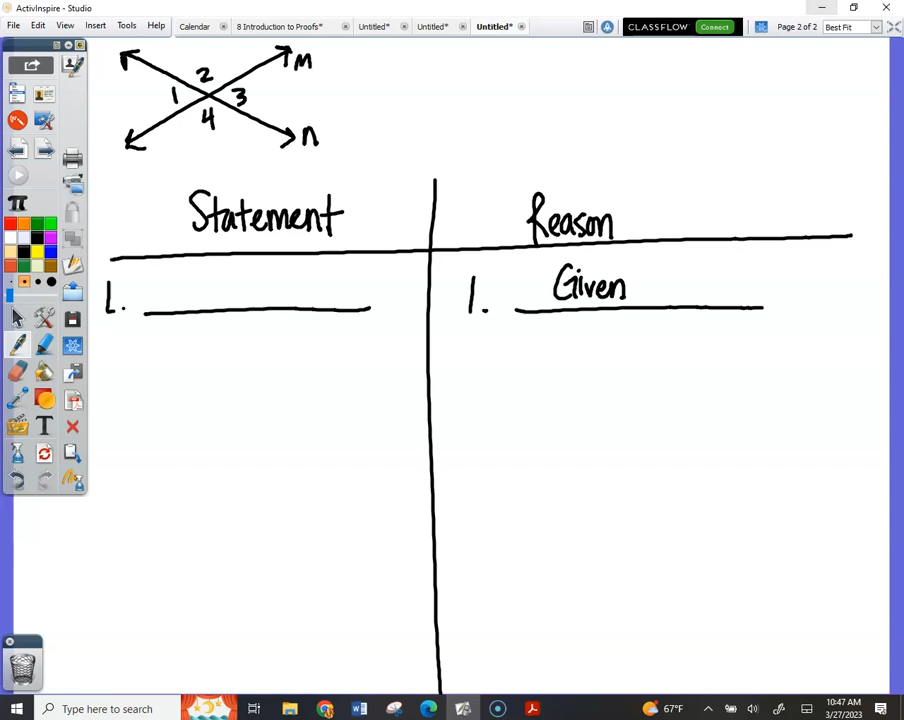 ActivInspire - Studio
File Edit View Insert Tools Help
Calendar 8 Introduction to Proofs* Untitled* Untitled* Untitled*
CLASSFLOW Connect
Page 2 of 2 Best Fit
M
2
1 3
4
n
Statement Reason
1. 1. Given
Type here to search
67°F
10:47 AM
3/27/2023